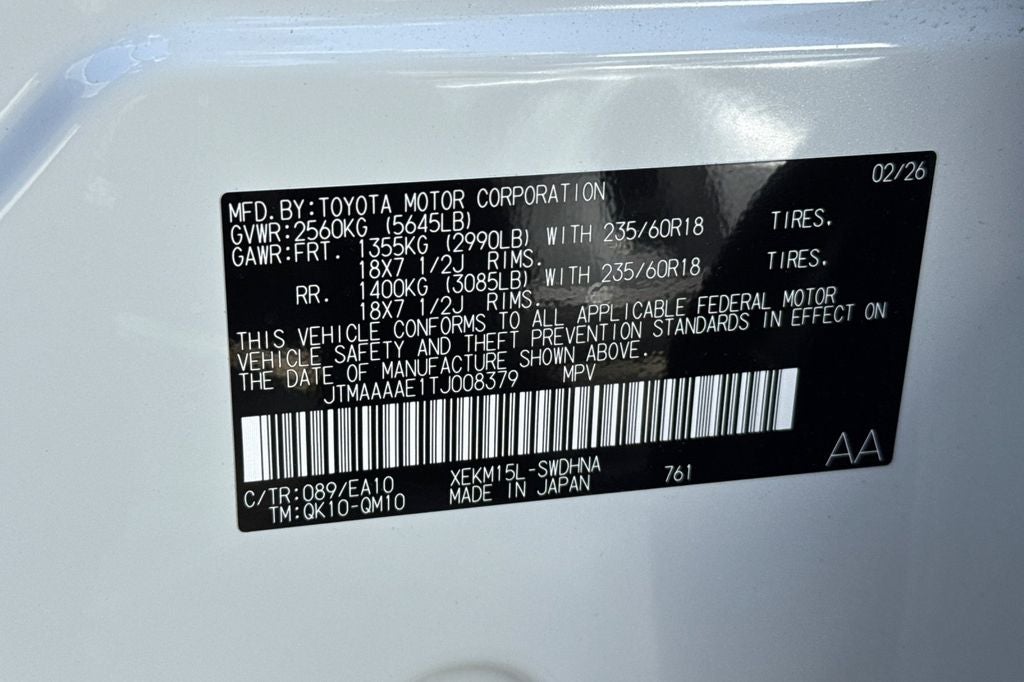 02/26
MFD.BY:TOYOTA MOTOR CORPORATION
GVWR:2560KG (5645LB)
GAWR:FRT. 1355KG (2990LB) WITH 235/60R18 TIRES.
18X7 1/2J RIMS.
RR. 1400KG (3085LB) WITH 235/60R18 TIRES.
18X7 1/2J RIMS.
THIS VEHICLE CONFORMS TO ALL APPLICABLE FEDERAL MOTOR
VEHICLE SAFETY AND THEFT PREVENTION STANDARDS IN EFFECT ON
THE DATE OF MANUFACTURE SHOWN ABOVE.
JTMAAAAE1TJ008379 MPV
C/TR:089/EA10 XEKM15L-SWDHNA 761 AA
TM:QK10-QM10 MADE IN JAPAN